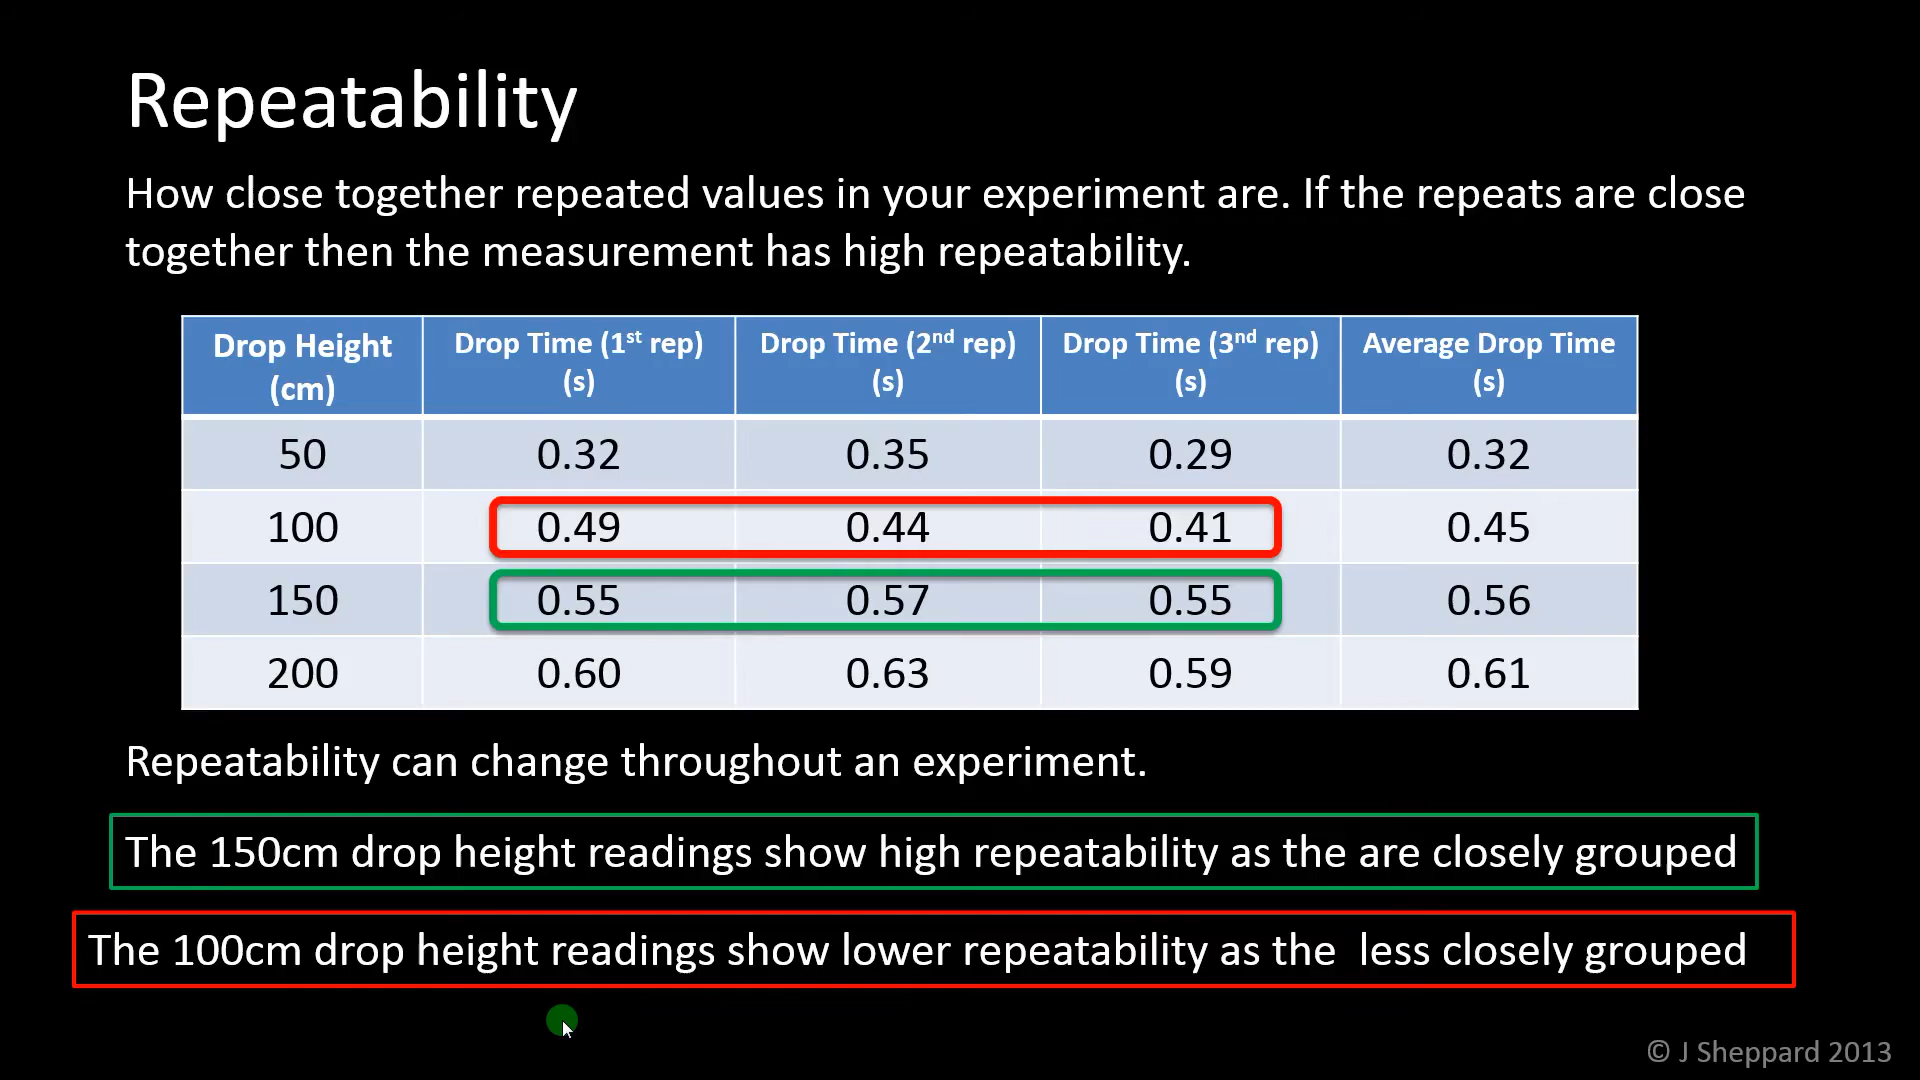 Repeatability
How close together repeated values in your experiment are. If the repeats are close
together then the measurement has high repeatability.
Drop Height (cm) Drop Time (1st rep) (s) Drop Time (2nd rep) (s) Drop Time (3nd rep) (s) Average Drop Time (s)
50 0.32 0.35 0.29 0.32
100 0.49 0.44 0.41 0.45
150 0.55 0.57 0.55 0.56
200 0.60 0.63 0.59 0.61
Repeatability can change throughout an experiment.
The 150cm drop height readings show high repeatability as the are closely grouped
The 100cm drop height readings show lower repeatability as the  less closely grouped
© J Sheppard 2013